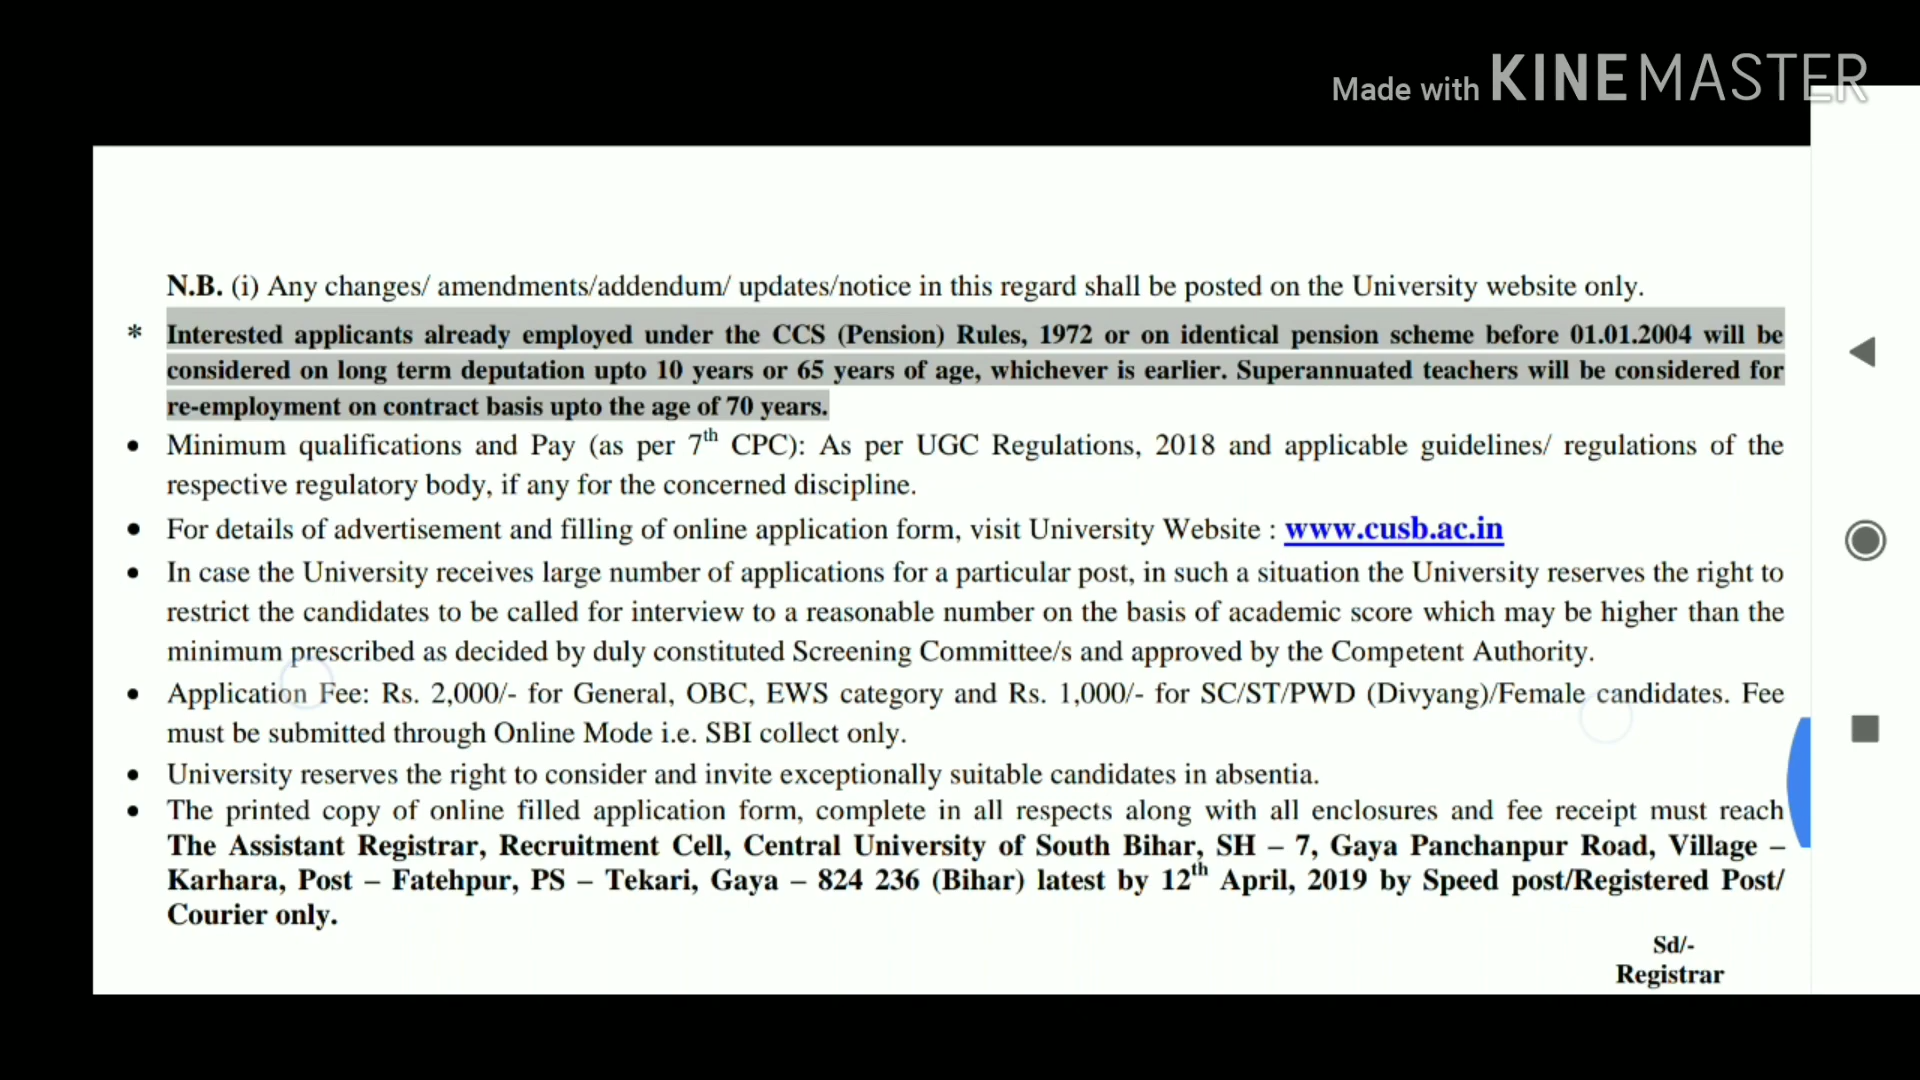 Made with KINEMASTER
N.B. (i) Any changes/ amendments/addendum/ updates/notice in this regard shall be posted on the University website only.
* Interested applicants already employed under the CCS (Pension) Rules, 1972 or on identical pension scheme before 01.01.2004 will be
considered on long term deputation upto 10 years or 65 years of age, whichever is earlier. Superannuated teachers will be considered for
re-employment on contract basis upto the age of 70 years.
• Minimum qualifications and Pay (as per 7th CPC): As per UGC Regulations, 2018 and applicable guidelines/ regulations of the
respective regulatory body, if any for the concerned discipline.
• For details of advertisement and filling of online application form, visit University Website : www.cusb.ac.in
• In case the University receives large number of applications for a particular post, in such a situation the University reserves the right to
restrict the candidates to be called for interview to a reasonable number on the basis of academic score which may be higher than the
minimum prescribed as decided by duly constituted Screening Committee/s and approved by the Competent Authority.
• Application Fee: Rs. 2,000/- for General, OBC, EWS category and Rs. 1,000/- for SC/ST/PWD (Divyang)/Female candidates. Fee
must be submitted through Online Mode i.e. SBI collect only.
• University reserves the right to consider and invite exceptionally suitable candidates in absentia.
• The printed copy of online filled application form, complete in all respects along with all enclosures and fee receipt must reach
The Assistant Registrar, Recruitment Cell, Central University of South Bihar, SH – 7, Gaya Panchanpur Road, Village –
Karhara, Post – Fatehpur, PS – Tekari, Gaya – 824 236 (Bihar) latest by 12th April, 2019 by Speed post/Registered Post/
Courier only.
Sd/-
Registrar